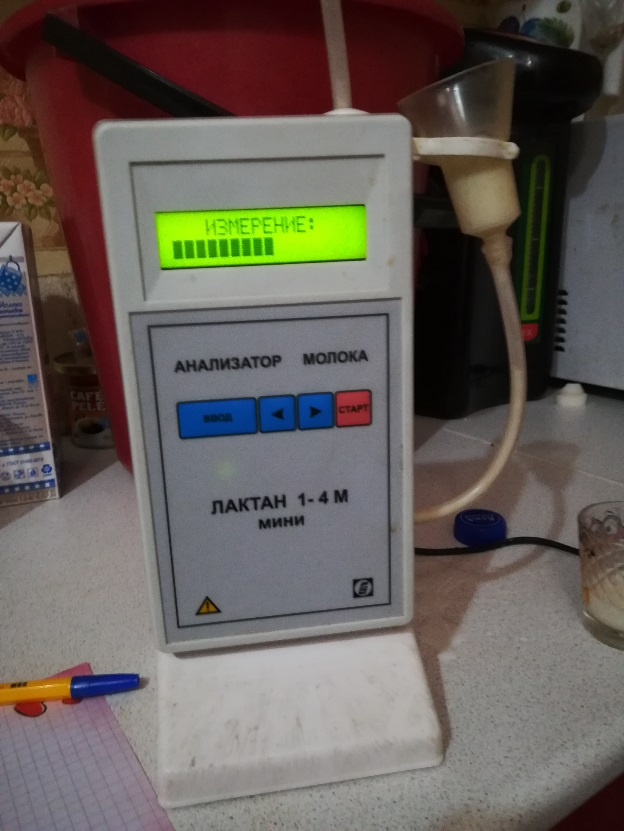 ИЗМЕРЕНИЕ:
АНАЛИЗАТОР МОЛОКА
ВВОД
СТАРТ
ЛАКТАН 1-4 М
МИНИ